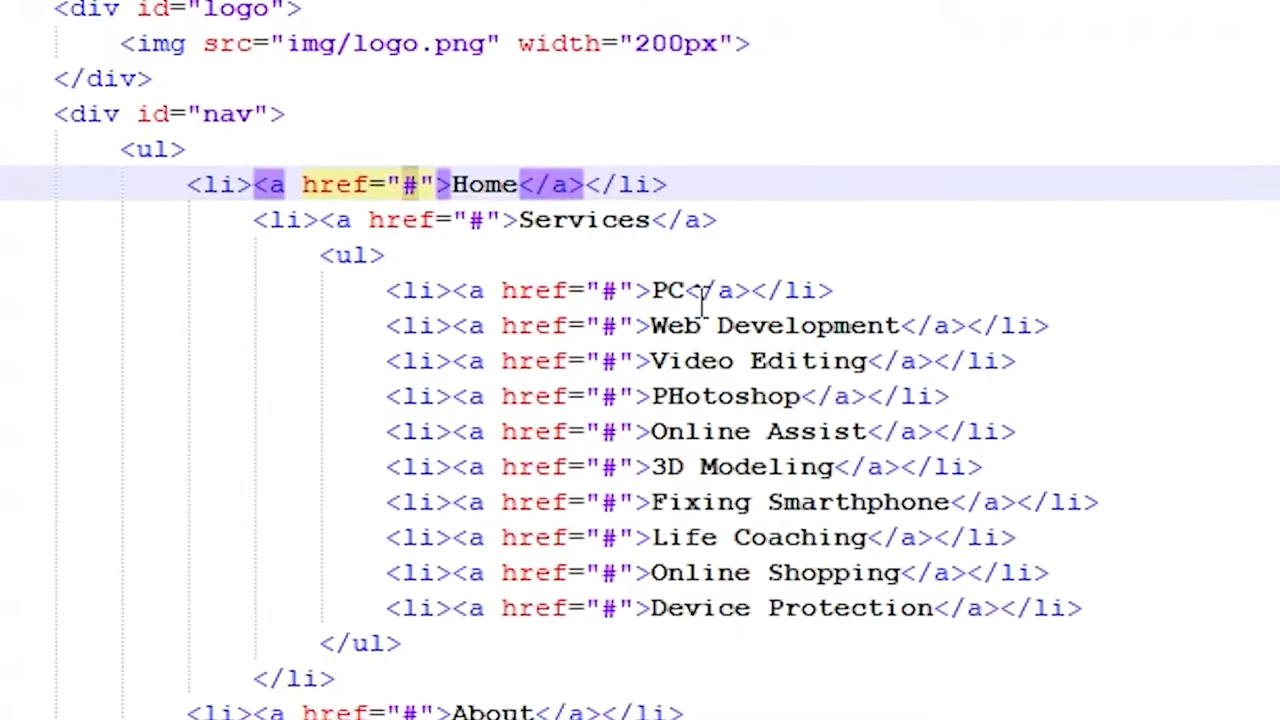 <div id="logo">
<img src="img/logo.png" width="200px">
</div>
<div id="nav">
<ul>
<li><a href="#">Home</a></li>
<li><a href="#">Services</a>
<ul>
<li><a href="#">PC</a></li>
<li><a href="#">Web Development</a></li>
<li><a href="#">Video Editing</a></li>
<li><a href="#">PHotoshop</a></li>
<li><a href="#">Online Assist</a></li>
<li><a href="#">3D Modeling</a></li>
<li><a href="#">Fixing Smarthphone</a></li>
<li><a href="#">Life Coaching</a></li>
<li><a href="#">Online Shopping</a></li>
<li><a href="#">Device Protection</a></li>
</ul>
</li>
<li><a href="#">About</a></li>